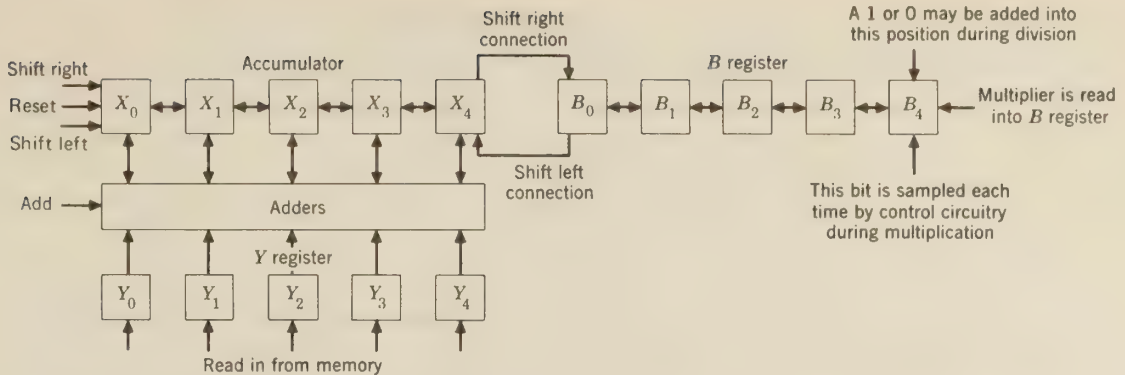 A 1 or 0 may be added into
this position during division
Shift right
connection
Shift right
Reset
Shift left
Accumulator
B register
X0
X1
X2
X3
X4
B0
B1
B2
B3
B4
Multiplier is read
into B register
Shift left
connection
This bit is sampled each
time by control circuitry
during multiplication
Add
Adders
Y register
Y0
Y1
Y2
Y3
Y4
Read in from memory